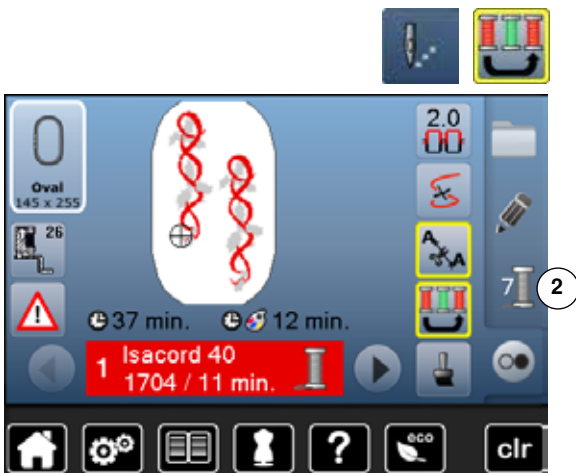 Oval
145 x 255
26
2.0
A A
7
2
37 min. 12 min.
1 Isacord 40
1704 / 11 min.
? eco clr